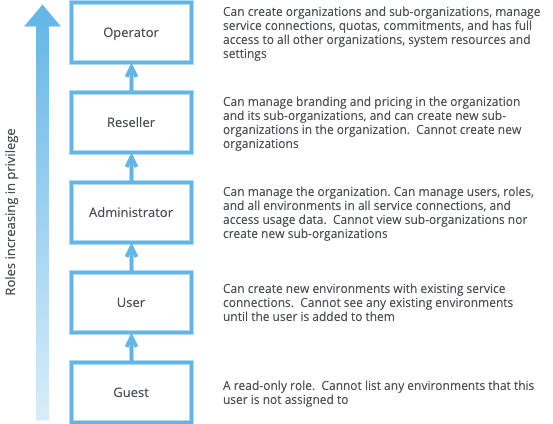 Operator
Can create organizations and sub-organizations, manage
service connections, quotas, commitments, and has full
access to all other organizations, system resources and
settings
Reseller
Can manage branding and pricing in the organization
and its sub-organizations, and can create new sub-
organizations in the organization.  Cannot create new
organizations
Administrator
Can manage the organization. Can manage users, roles,
and all environments in all service connections, and
access usage data.  Cannot view sub-organizations nor
create new sub-organizations
User
Can create new environments with existing service
connections.  Cannot see any existing environments
until the user is added to them
Guest
A read-only role.  Cannot list any environments that this
user is not assigned to
Roles increasing in privilege